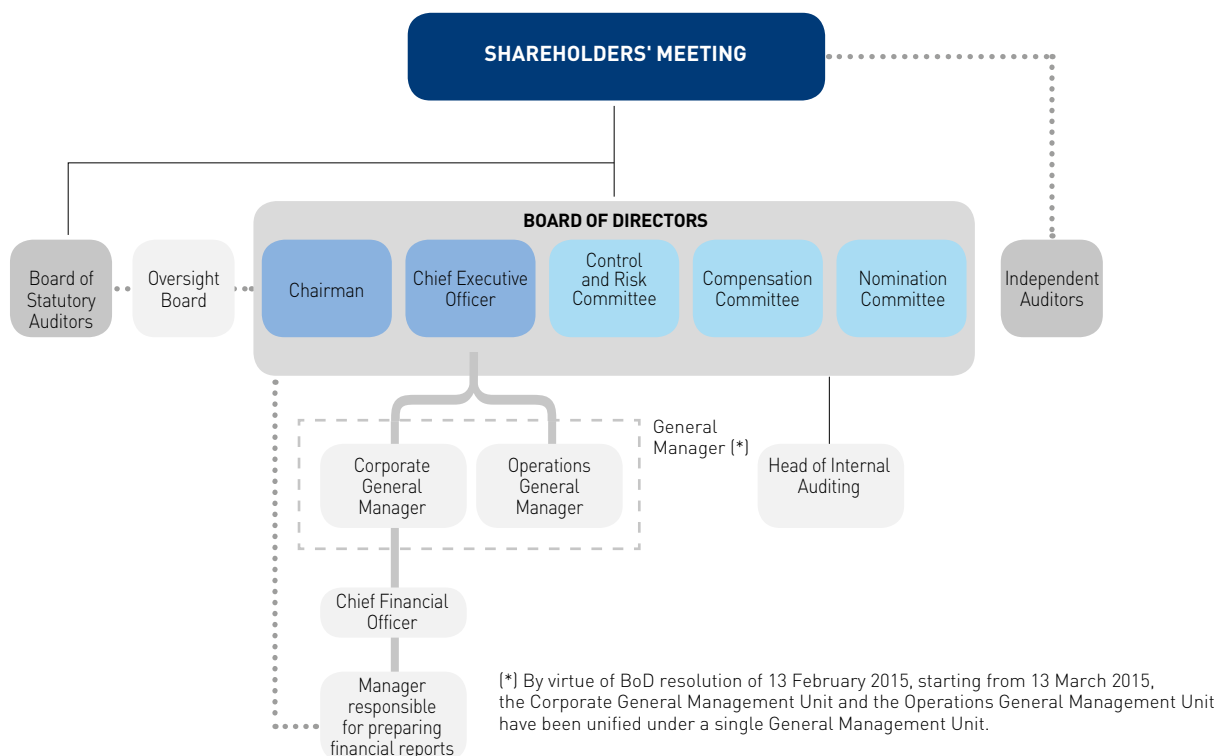 SHAREHOLDERS' MEETING
BOARD OF DIRECTORS
Board of
Statutory
Auditors
Oversight
Board
Chairman
Chief Executive
Officer
Control
and Risk
Committee
Compensation
Committee
Nomination
Committee
Independent
Auditors
General
Manager (*)
Corporate
General
Manager
Operations
General
Manager
Head of Internal
Auditing
Chief Financial
Officer
Manager
responsible
for preparing
financial reports
(*) By virtue of BoD resolution of 13 February 2015, starting from 13 March 2015,
the Corporate General Management Unit and the Operations General Management Unit
have been unified under a single General Management Unit.